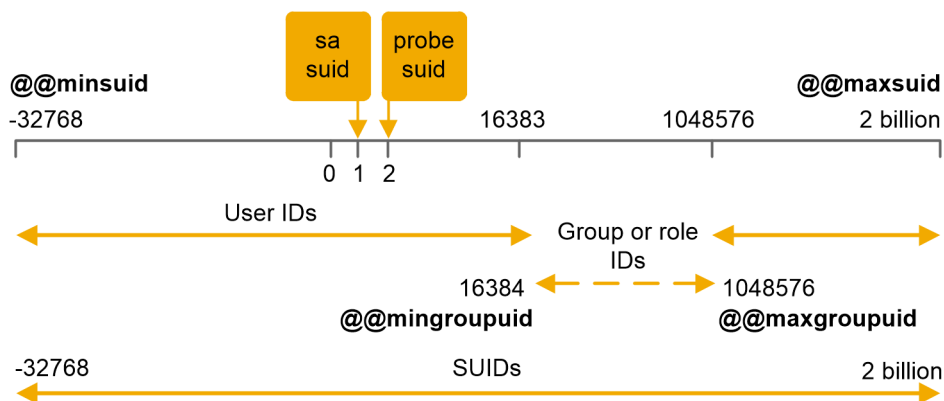 sa
suid
probe
suid
@@minsuid
@@maxsuid
-32768
16383
1048576
2 billion
0
1
2
User IDs
Group or role
IDs
16384
1048576
@@mingroupuid
@@maxgroupuid
-32768
SUIDs
2 billion